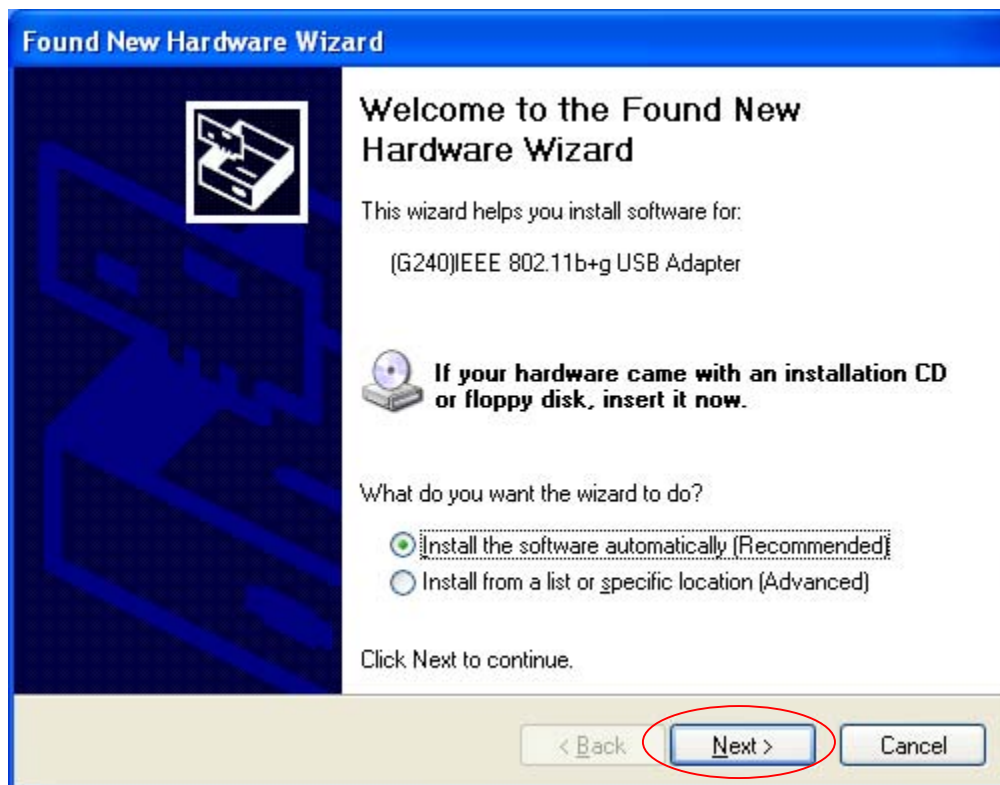 Found New Hardware Wizard
Welcome to the Found New
Hardware Wizard
This wizard helps you install software for:
(G240)IEEE 802.11b+g USB Adapter
If your hardware came with an installation CD
or floppy disk, insert it now.
What do you want the wizard to do?
Install the software automatically (Recommended)
Install from a list or specific location (Advanced)
Click Next to continue.
< Back Next > Cancel